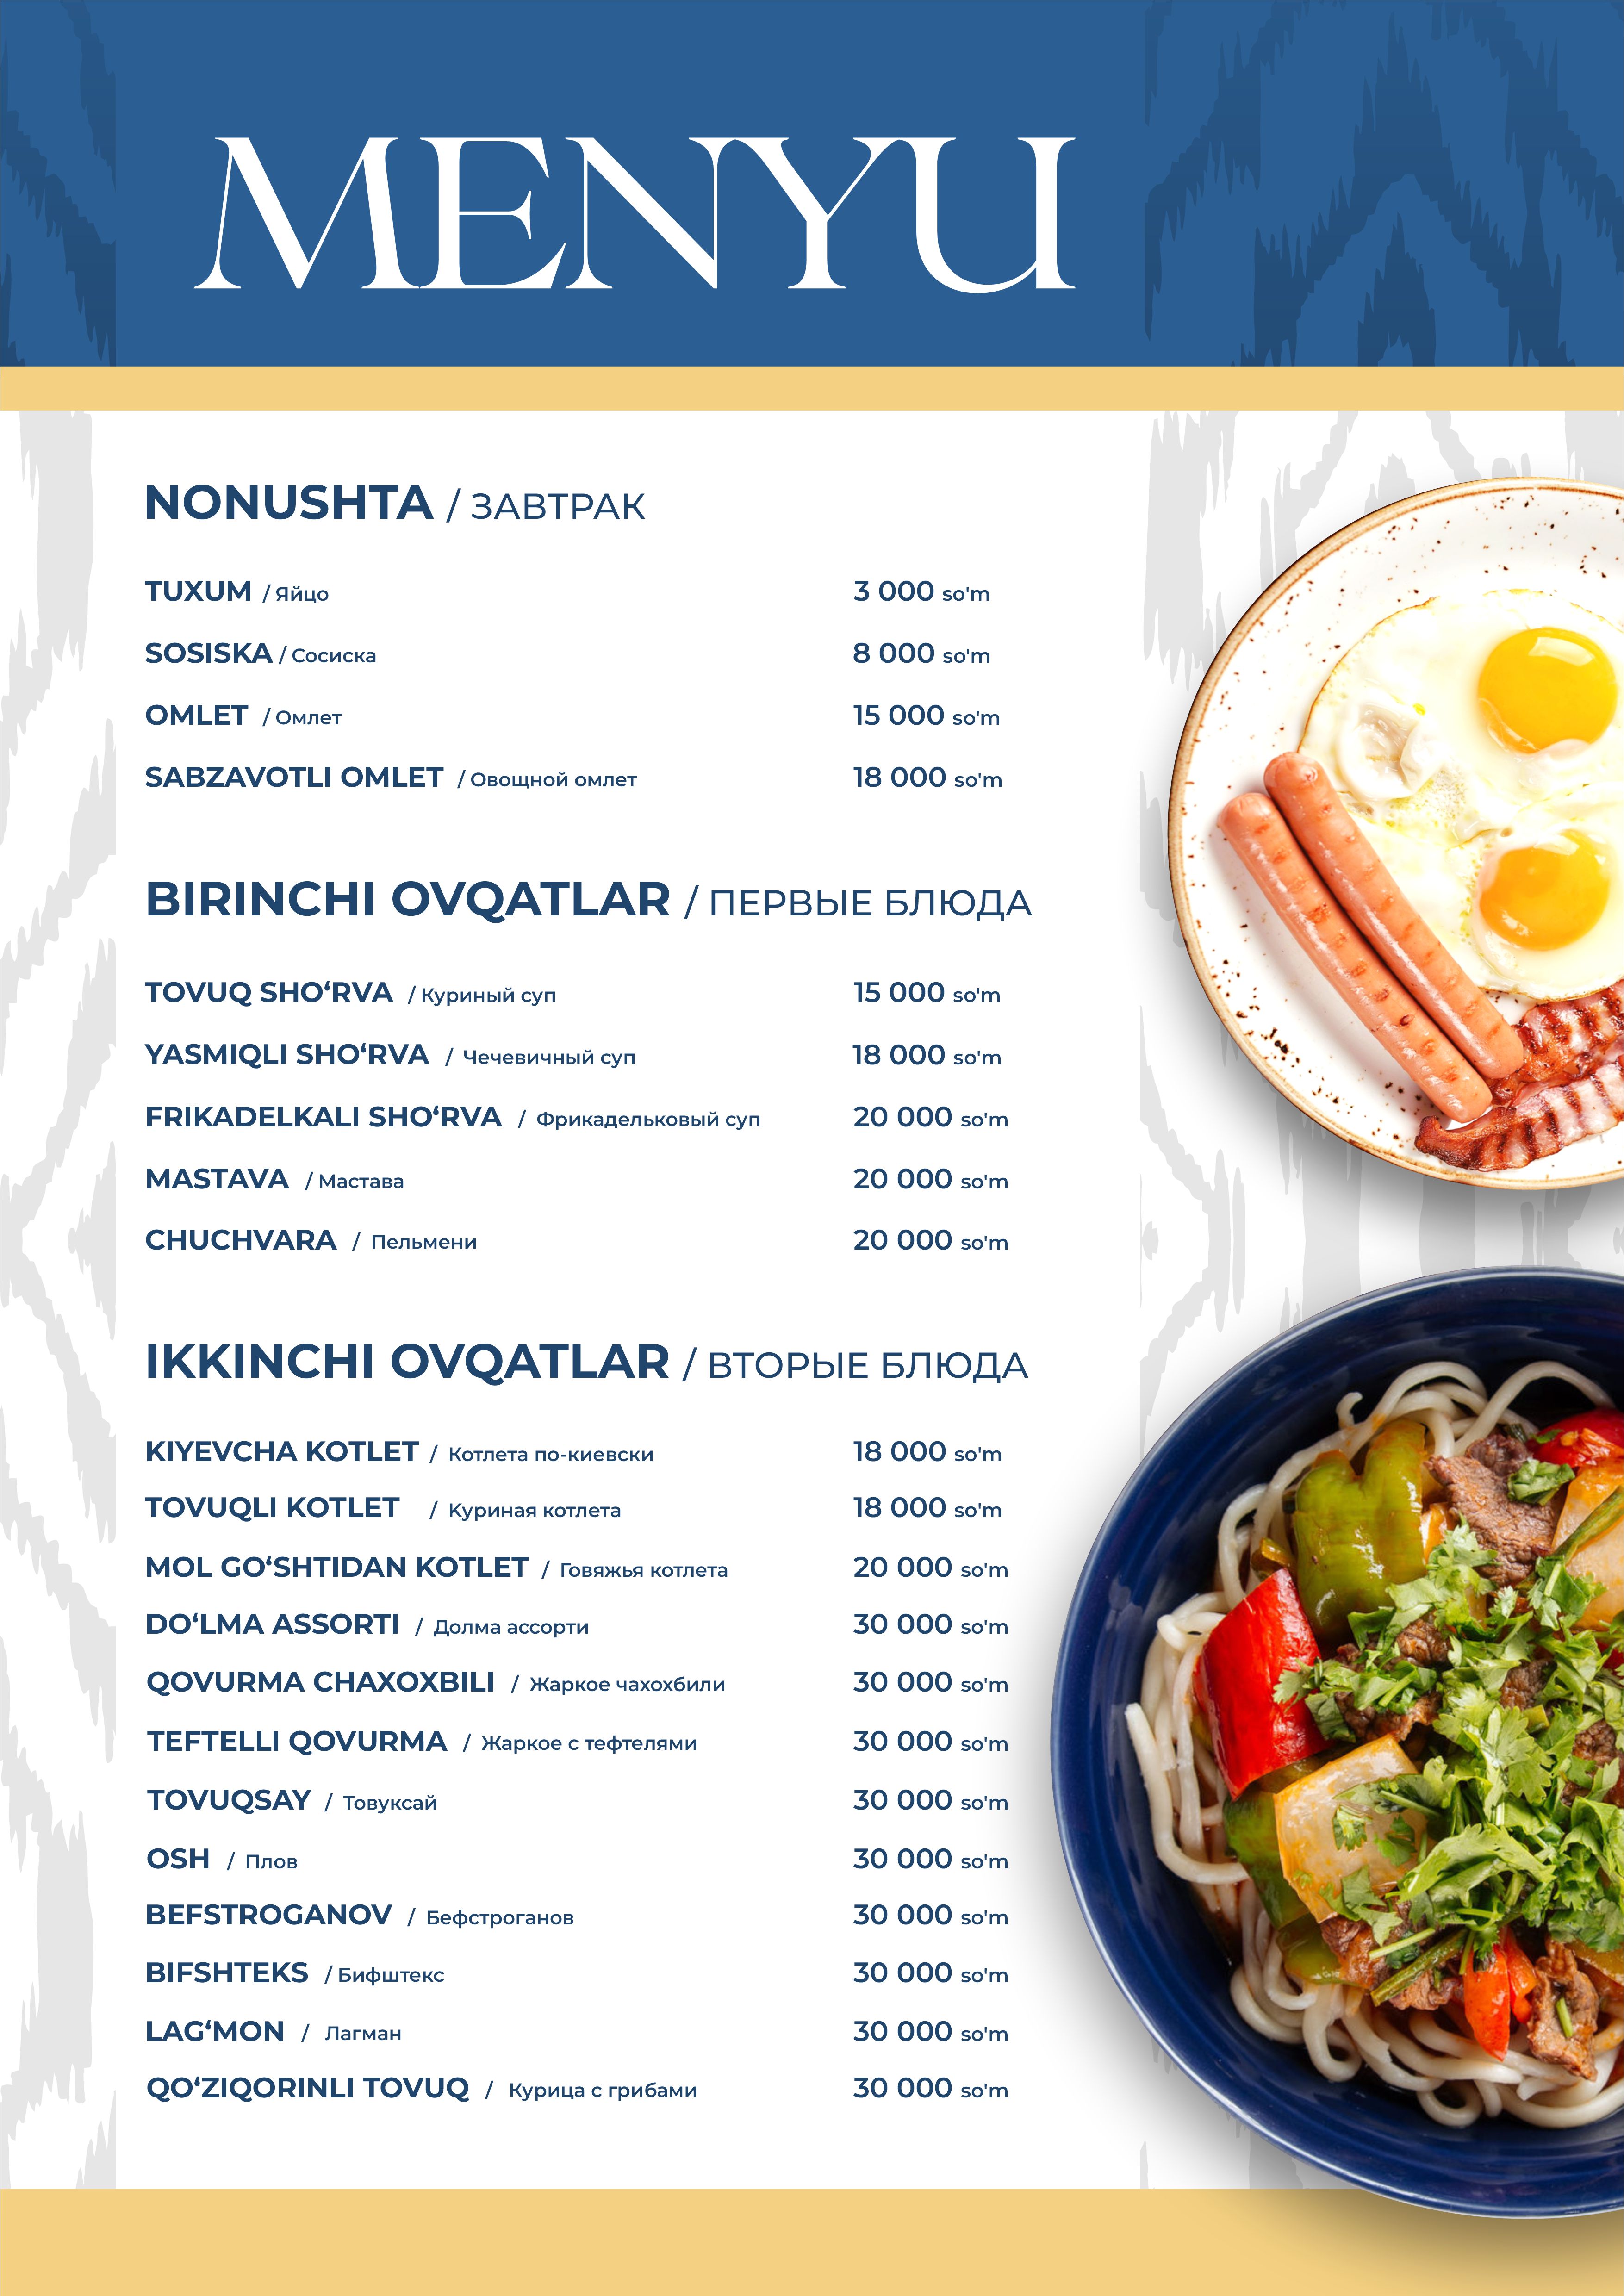 MENYU
NONUSHTA / ЗАВТРАК
TUXUM / Яйцо 3 000 so'm
SOSISKA / Сосиска 8 000 so'm
OMLET / Омлет 15 000 so'm
SABZAVOTLI OMLET / Овощной омлет 18 000 so'm
BIRINCHI OVQATLAR / ПЕРВЫЕ БЛЮДА
TOVUQ SHO‘RVA / Куриный суп 15 000 so'm
YASMIQLI SHO‘RVA / Чечевичный суп 18 000 so'm
FRIKADELKALI SHO‘RVA / Фрикадельковый суп 20 000 so'm
MASTAVA / Мастава 20 000 so'm
CHUCHVARA / Пельмени 20 000 so'm
IKKINCHI OVQATLAR / ВТОРЫЕ БЛЮДА
KIYEVCHA KOTLET / Котлета по-киевски 18 000 so'm
TOVUQLI KOTLET / Куриная котлета 18 000 so'm
MOL GO‘SHTIDAN KOTLET / Говяжья котлета 20 000 so'm
DO‘LMA ASSORTI / Долма ассорти 30 000 so'm
QOVURMA CHAXOXBILI / Жаркое чахохбили 30 000 so'm
TEFTELLI QOVURMA / Жаркое с тефтелями 30 000 so'm
TOVUQSAY / Товуксай 30 000 so'm
OSH / Плов 30 000 so'm
BEFSTROGANOV / Бефстроганов 30 000 so'm
BIFSHTEKS / Бифштекс 30 000 so'm
LAG‘MON / Лагман 30 000 so'm
QO‘ZIQORINLI TOVUQ / Курица с грибами 30 000 so'm